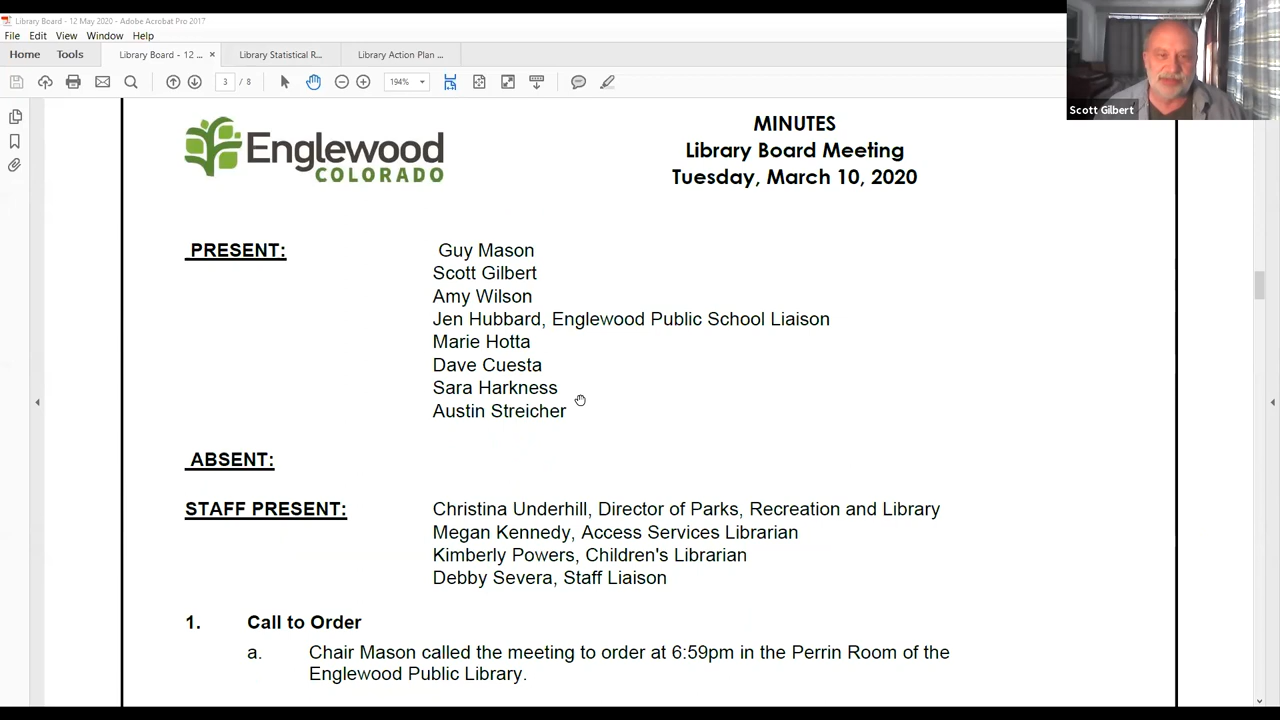 Library Board - 12 May 2020 - Adobe Acrobat Pro 2017
File Edit View Window Help
Home Tools Library Board - 12 ... × Library Statistical R... Library Action Plan ...
3 / 8 194%
Scott Gilbert
Englewood
COLORADO
MINUTES
Library Board Meeting
Tuesday, March 10, 2020
PRESENT: Guy Mason
Scott Gilbert
Amy Wilson
Jen Hubbard, Englewood Public School Liaison
Marie Hotta
Dave Cuesta
Sara Harkness
Austin Streicher
ABSENT:
STAFF PRESENT: Christina Underhill, Director of Parks, Recreation and Library
Megan Kennedy, Access Services Librarian
Kimberly Powers, Children's Librarian
Debby Severa, Staff Liaison
1. Call to Order
a. Chair Mason called the meeting to order at 6:59pm in the Perrin Room of the
Englewood Public Library.